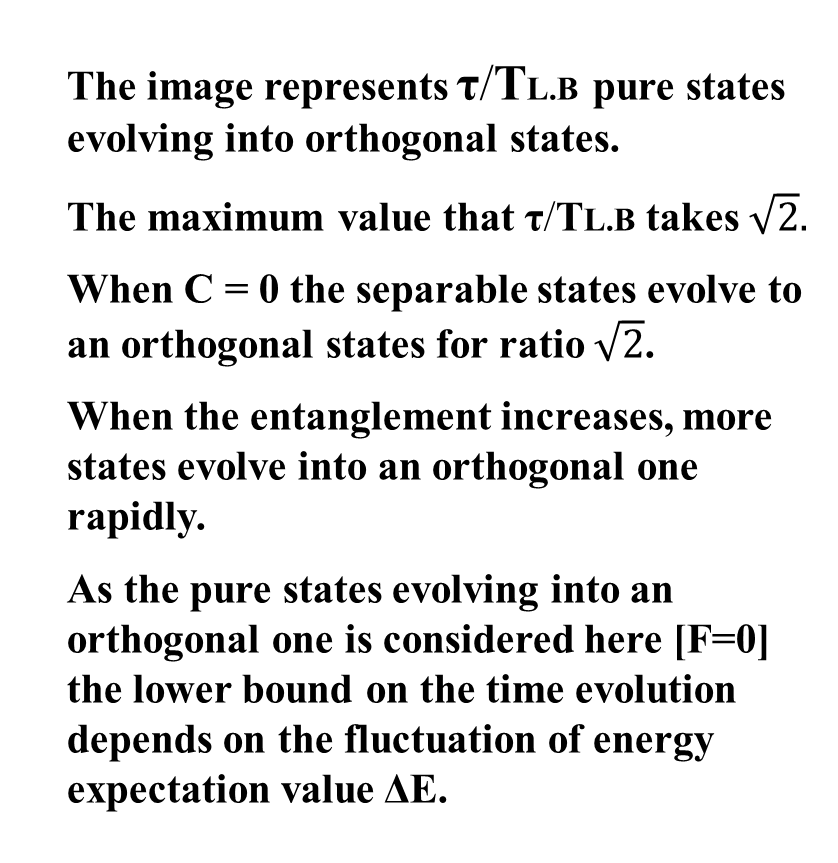 The image represents τ/TL.B pure states
evolving into orthogonal states.
The maximum value that τ/TL.B takes √2.
When C = 0 the separable states evolve to
an orthogonal states for ratio √2.
When the entanglement increases, more
states evolve into an orthogonal one
rapidly.
As the pure states evolving into an
orthogonal one is considered here [F=0]
the lower bound on the time evolution
depends on the fluctuation of energy
expectation value ΔE.